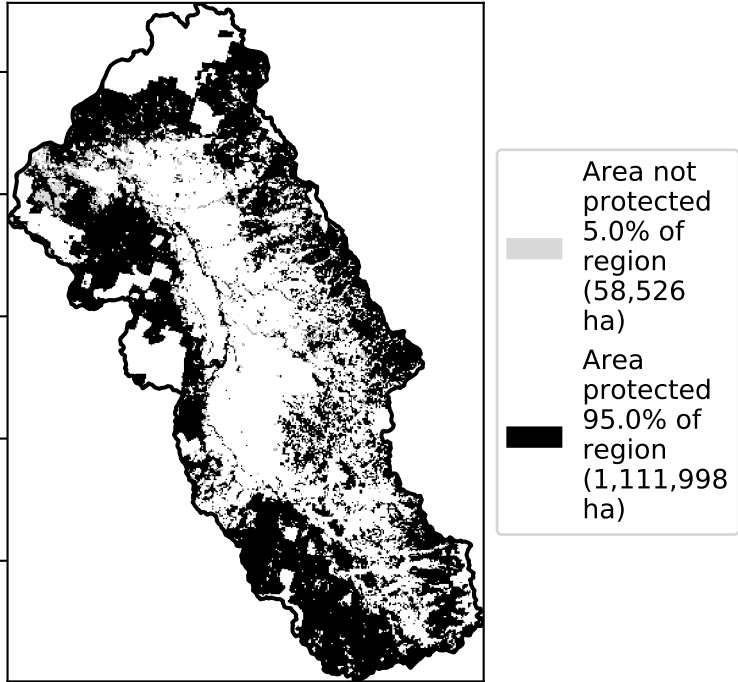 Area not
protected
5.0% of
region
(58,526
ha)
Area
protected
95.0% of
region
(1,111,998
ha)